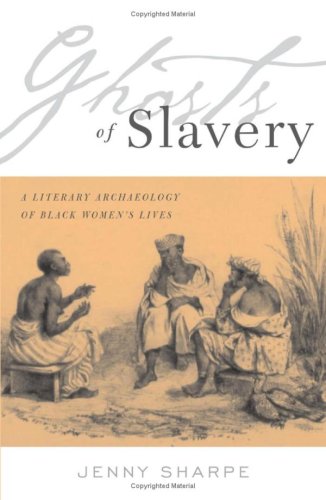 Copyrighted Material
Ghosts
of Slavery
A LITERARY ARCHAEOLOGY
OF BLACK WOMEN'S LIVES
JENNY SHARPE
Copyrighted Material